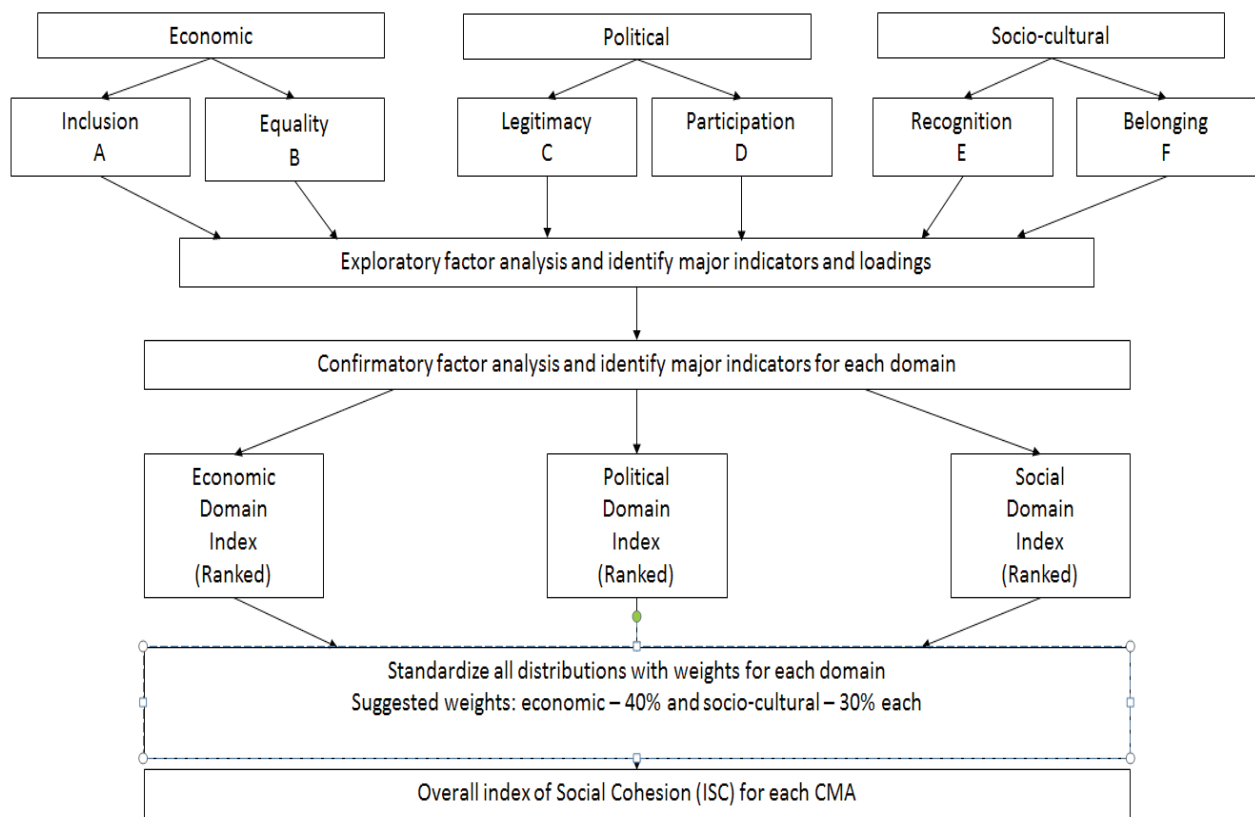 Economic
Political
Socio-cultural
Inclusion
A
Equality
B
Legitimacy
C
Participation
D
Recognition
E
Belonging
F
Exploratory factor analysis and identify major indicators and loadings
Confirmatory factor analysis and identify major indicators for each domain
Economic
Domain
Index
(Ranked)
Political
Domain
Index
(Ranked)
Social
Domain
Index
(Ranked)
Standardize all distributions with weights for each domain
Suggested weights: economic – 40% and socio-cultural – 30% each
Overall index of Social Cohesion (ISC) for each CMA